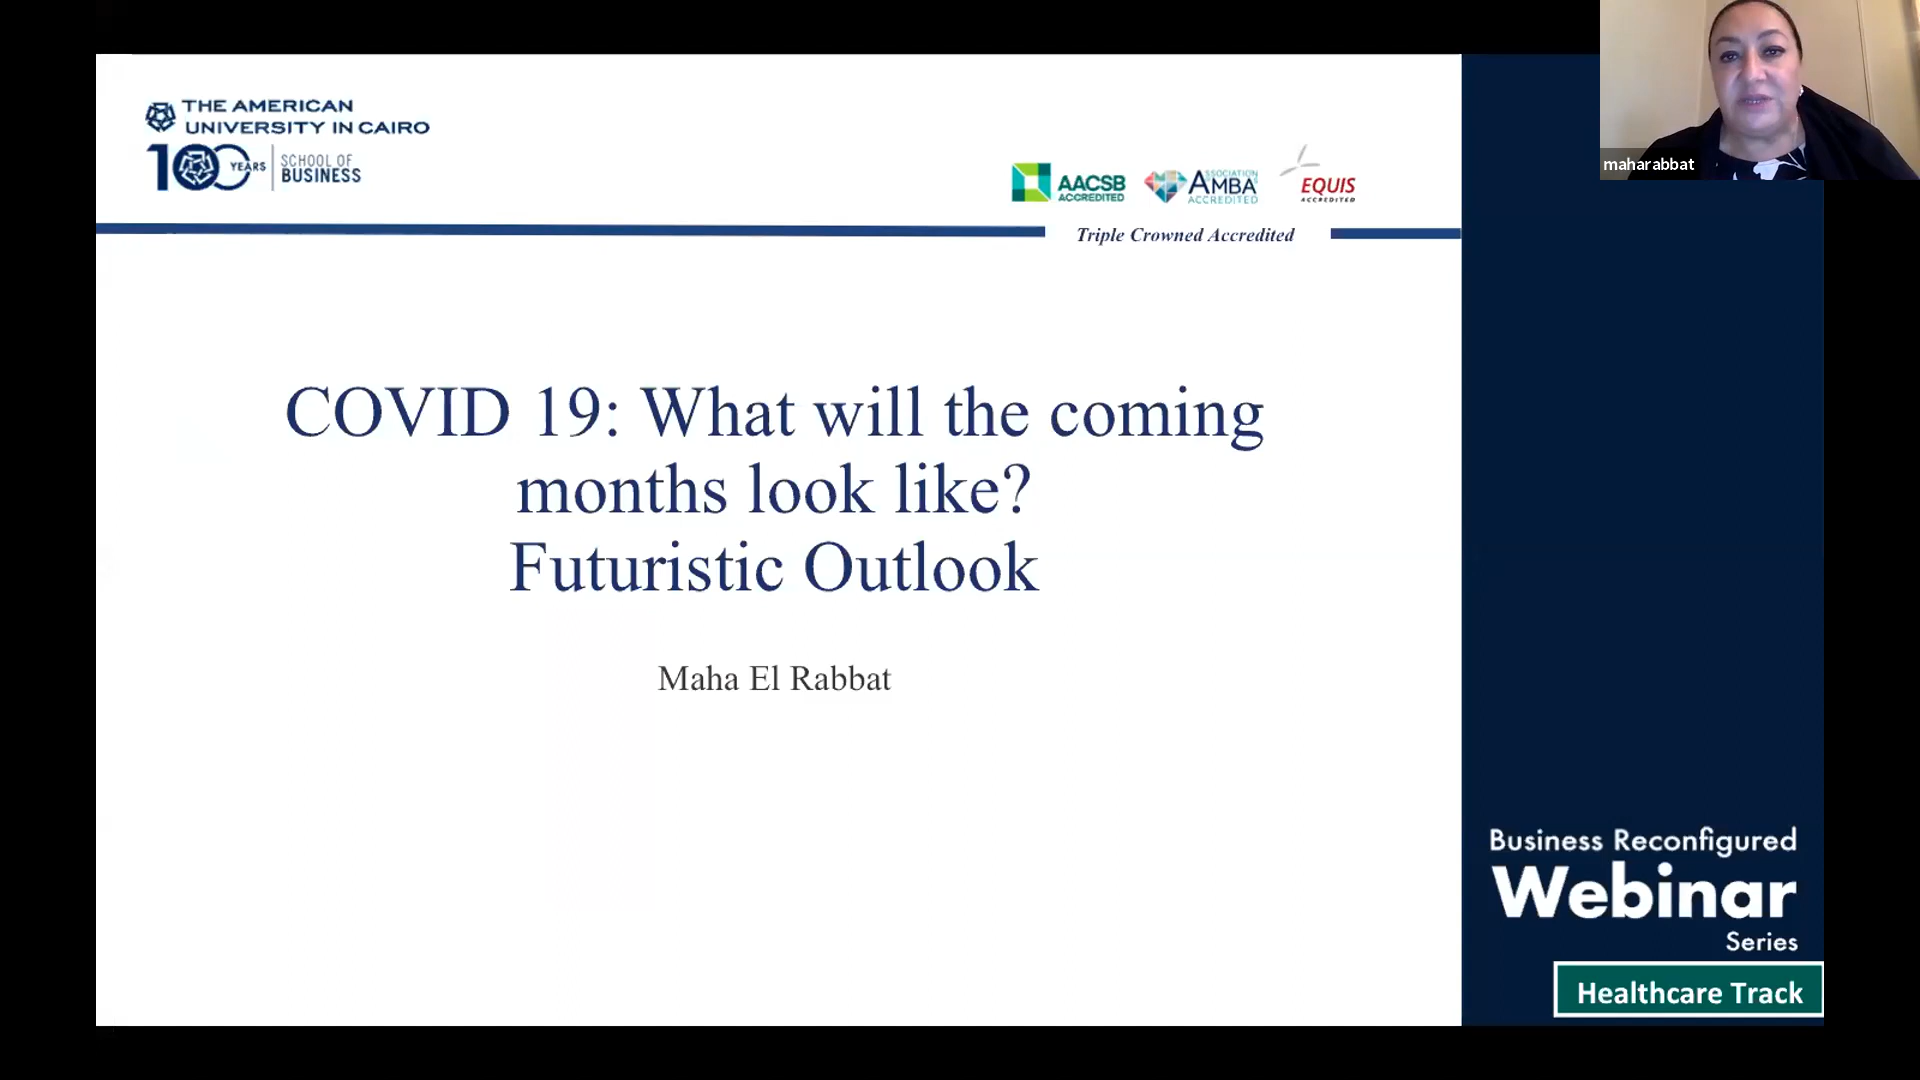 THE AMERICAN
UNIVERSITY IN CAIRO
100 YEARS
SCHOOL OF
BUSINESS
AACSB
ACCREDITED
ASSOCIATION
AMBA
ACCREDITED
EQUIS
ACCREDITED
Triple Crowned Accredited
maharabbat
COVID 19: What will the coming
months look like?
Futuristic Outlook
Maha El Rabbat
Business Reconfigured
Webinar
Series
Healthcare Track